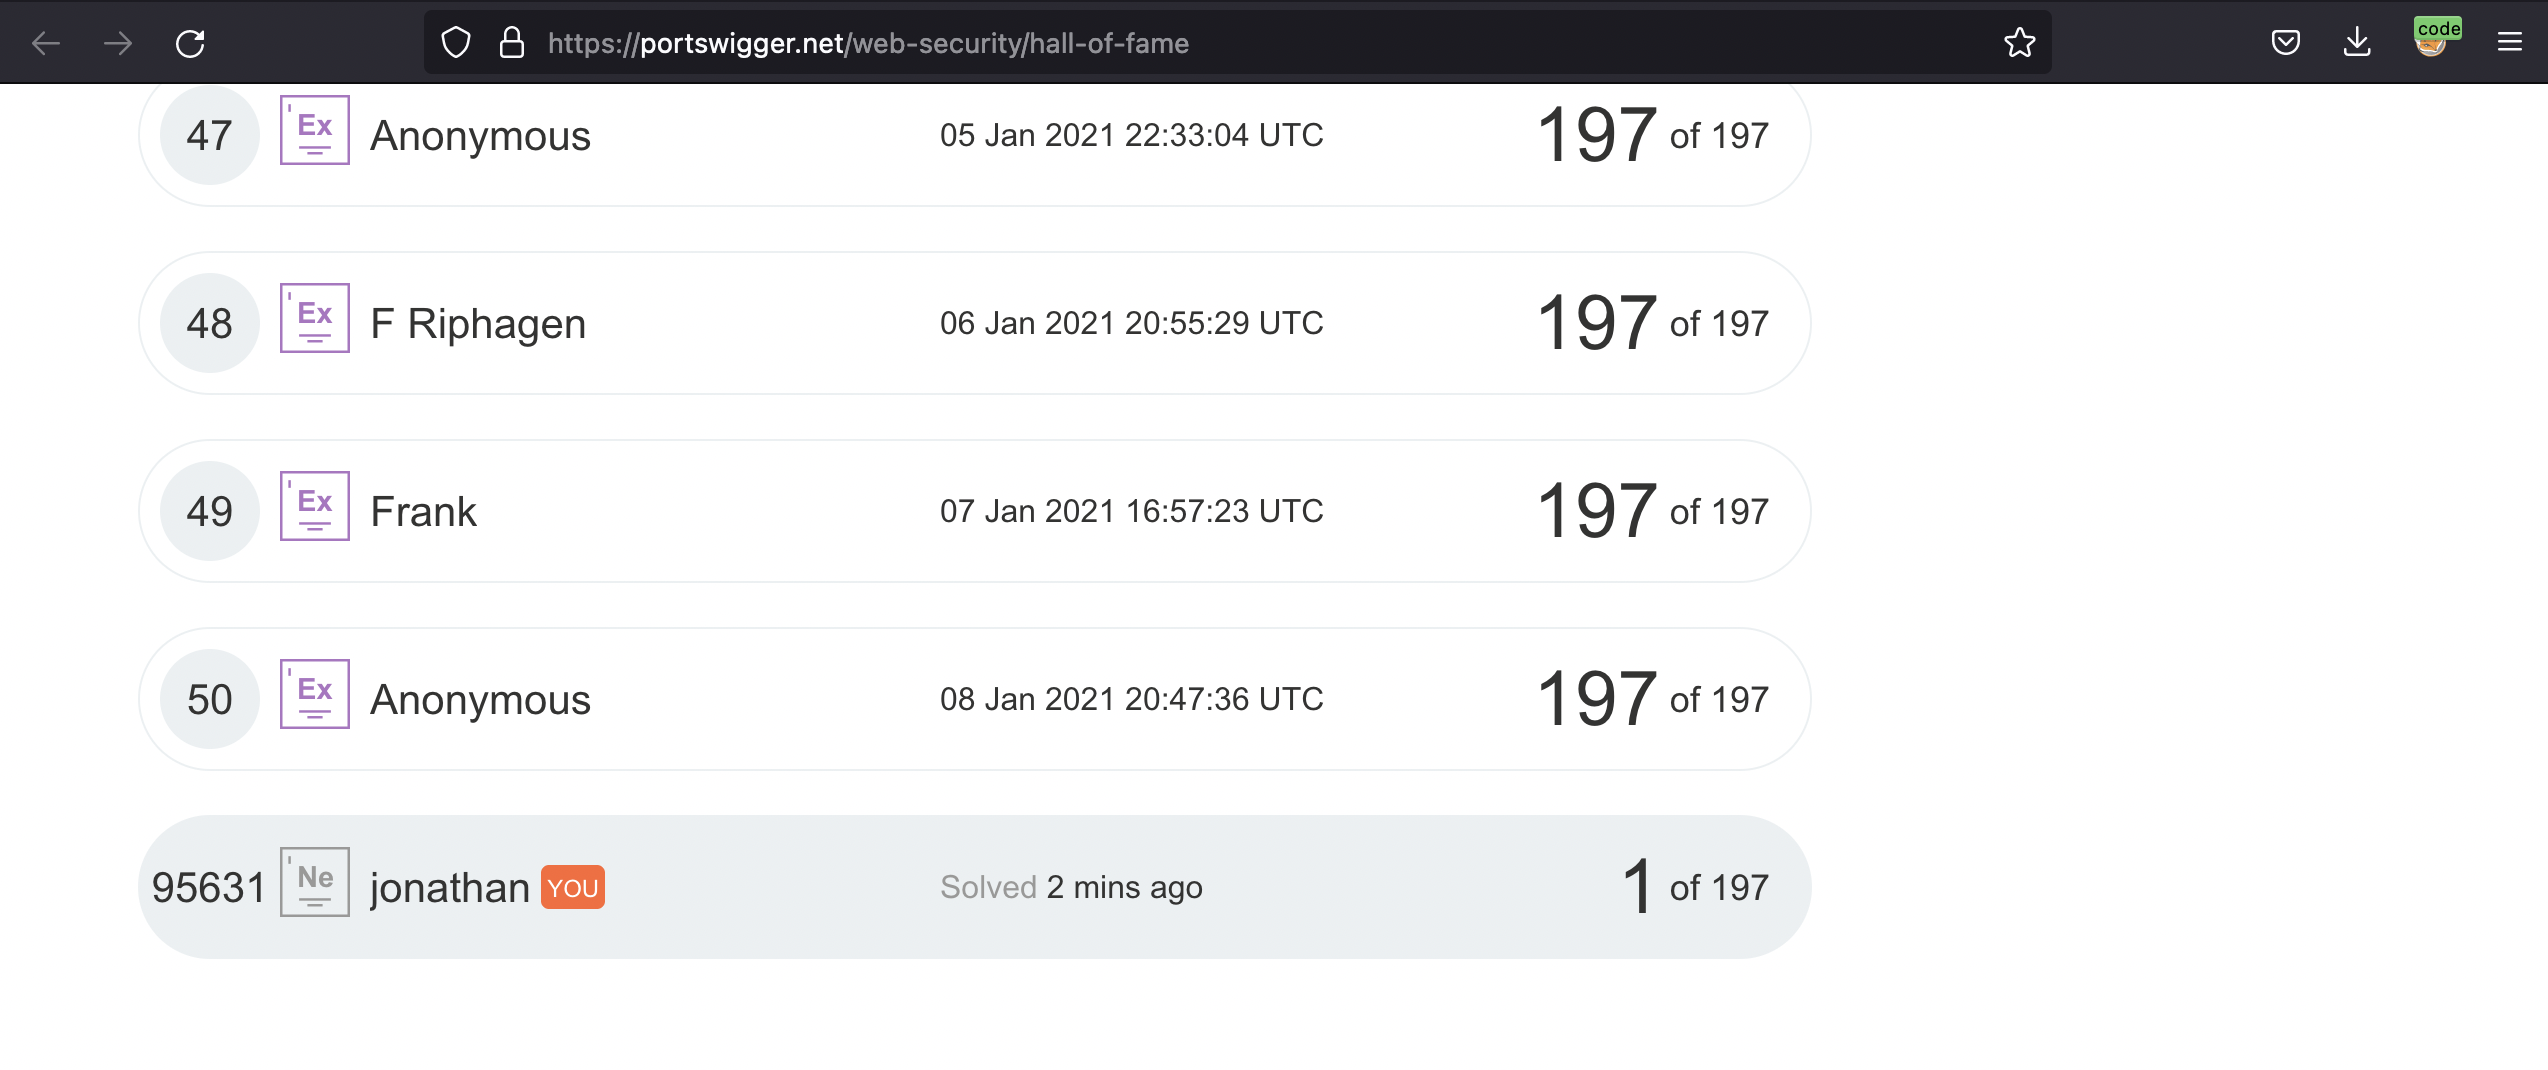 https://portswigger.net/web-security/hall-of-fame
code
47 Ex Anonymous 05 Jan 2021 22:33:04 UTC 197 of 197
48 Ex F Riphagen 06 Jan 2021 20:55:29 UTC 197 of 197
49 Ex Frank 07 Jan 2021 16:57:23 UTC 197 of 197
50 Ex Anonymous 08 Jan 2021 20:47:36 UTC 197 of 197
95631 Ne jonathan YOU Solved 2 mins ago 1 of 197